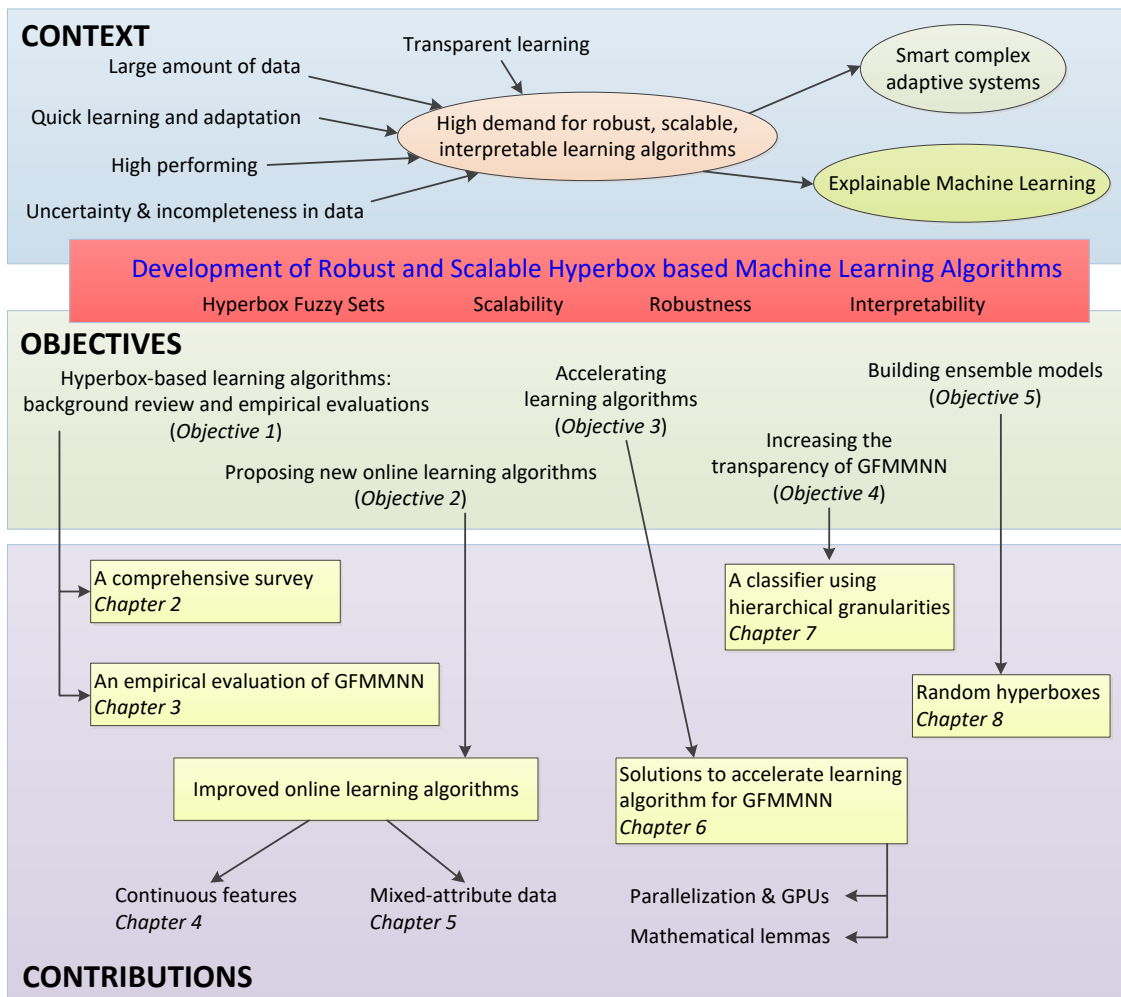 CONTEXT
Transparent learning
Large amount of data
Quick learning and adaptation
High performing
Uncertainty & incompleteness in data
High demand for robust, scalable,
interpretable learning algorithms
Smart complex
adaptive systems
Explainable Machine Learning
Development of Robust and Scalable Hyperbox based Machine Learning Algorithms
Hyperbox Fuzzy Sets Scalability Robustness Interpretability
OBJECTIVES
Hyperbox-based learning algorithms:
background review and empirical evaluations
(Objective 1)
Proposing new online learning algorithms
(Objective 2)
Accelerating
learning algorithms
(Objective 3)
Increasing the
transparency of GFMMNN
(Objective 4)
Building ensemble models
(Objective 5)
A comprehensive survey
Chapter 2
An empirical evaluation of GFMMNN
Chapter 3
Improved online learning algorithms
Continuous features
Chapter 4
Mixed-attribute data
Chapter 5
Solutions to accelerate learning
algorithm for GFMMNN
Chapter 6
Parallelization & GPUs
Mathematical lemmas
A classifier using
hierarchical granularities
Chapter 7
Random hyperboxes
Chapter 8
CONTRIBUTIONS